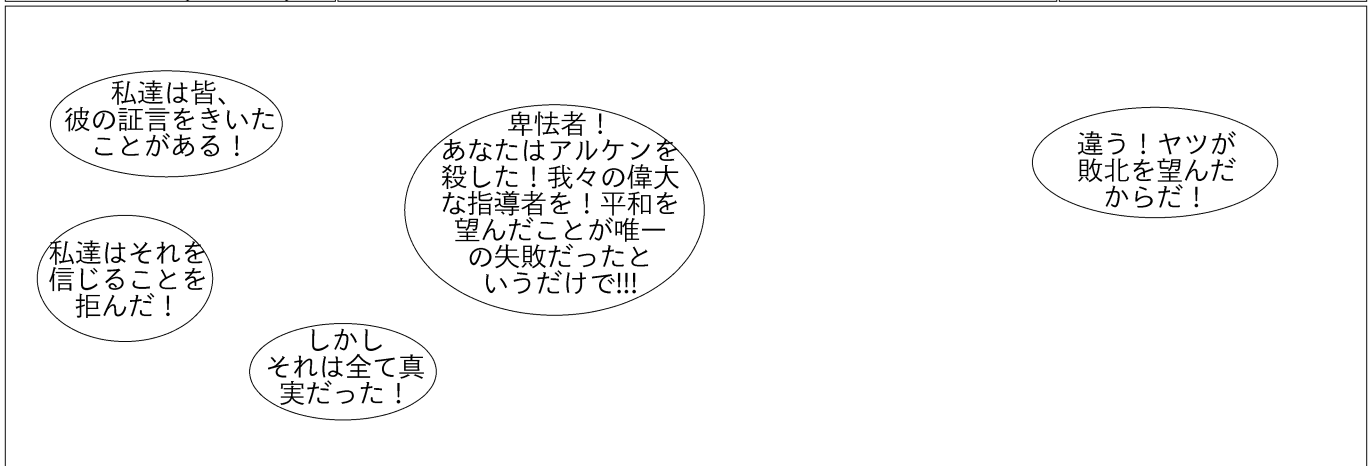 私達は皆、
彼の証言をきいた
ことがある！
私達はそれを
信じることを
拒んだ！
しかし
それは全て真
実だった！
卑怯者！
あなたはアルケンを
殺した！我々の偉大
な指導者を！平和を
望んだことが唯一
の失敗だったと
いうだけで!!!
違う！ヤツが
敗北を望んだ
からだ！